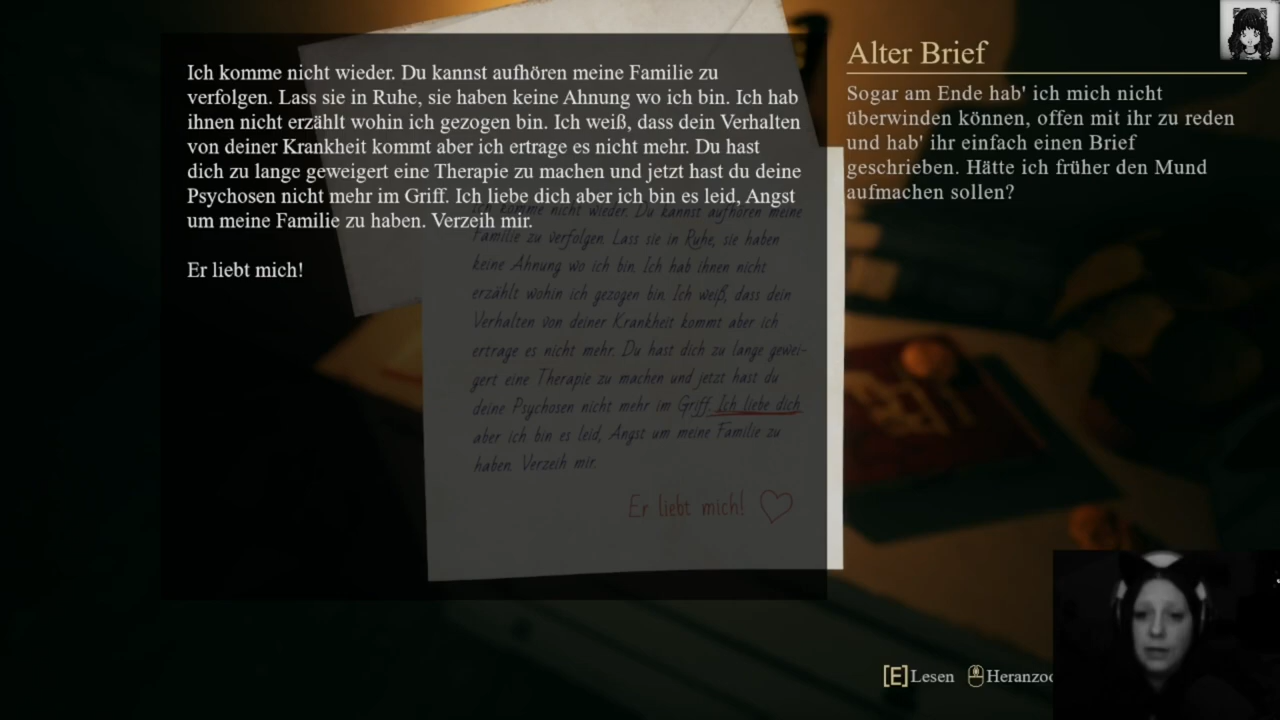 Ich komme nicht wieder. Du kannst aufhören meine Familie zu
verfolgen. Lass sie in Ruhe, sie haben keine Ahnung wo ich bin. Ich hab
ihnen nicht erzählt wohin ich gezogen bin. Ich weiß, dass dein Verhalten
von deiner Krankheit kommt aber ich ertrage es nicht mehr. Du hast
dich zu lange geweigert eine Therapie zu machen und jetzt hast du deine
Psychosen nicht mehr im Griff. Ich liebe dich aber ich bin es leid, Angst
um meine Familie zu haben. Verzeih mir.
Er liebt mich!
Ich komme nicht wieder. Du kannst aufhören meine
Familie zu verfolgen. Lass sie in Ruhe, sie haben
keine Ahnung wo ich bin. Ich hab ihnen nicht
erzählt wohin ich gezogen bin. Ich weiß, dass dein
Verhalten von deiner Krankheit kommt aber ich
ertrage es nicht mehr. Du hast dich zu lange gewei-
gert eine Therapie zu machen und jetzt hast du
deine Psychosen nicht mehr im Griff. Ich liebe dich
aber ich bin es leid, Angst um meine Familie zu
haben. Verzeih mir.
Er liebt mich!
Alter Brief
Sogar am Ende hab' ich mich nicht
überwinden können, offen mit ihr zu reden
und hab' ihr einfach einen Brief
geschrieben. Hätte ich früher den Mund
aufmachen sollen?
[E]Lesen Heranzoo